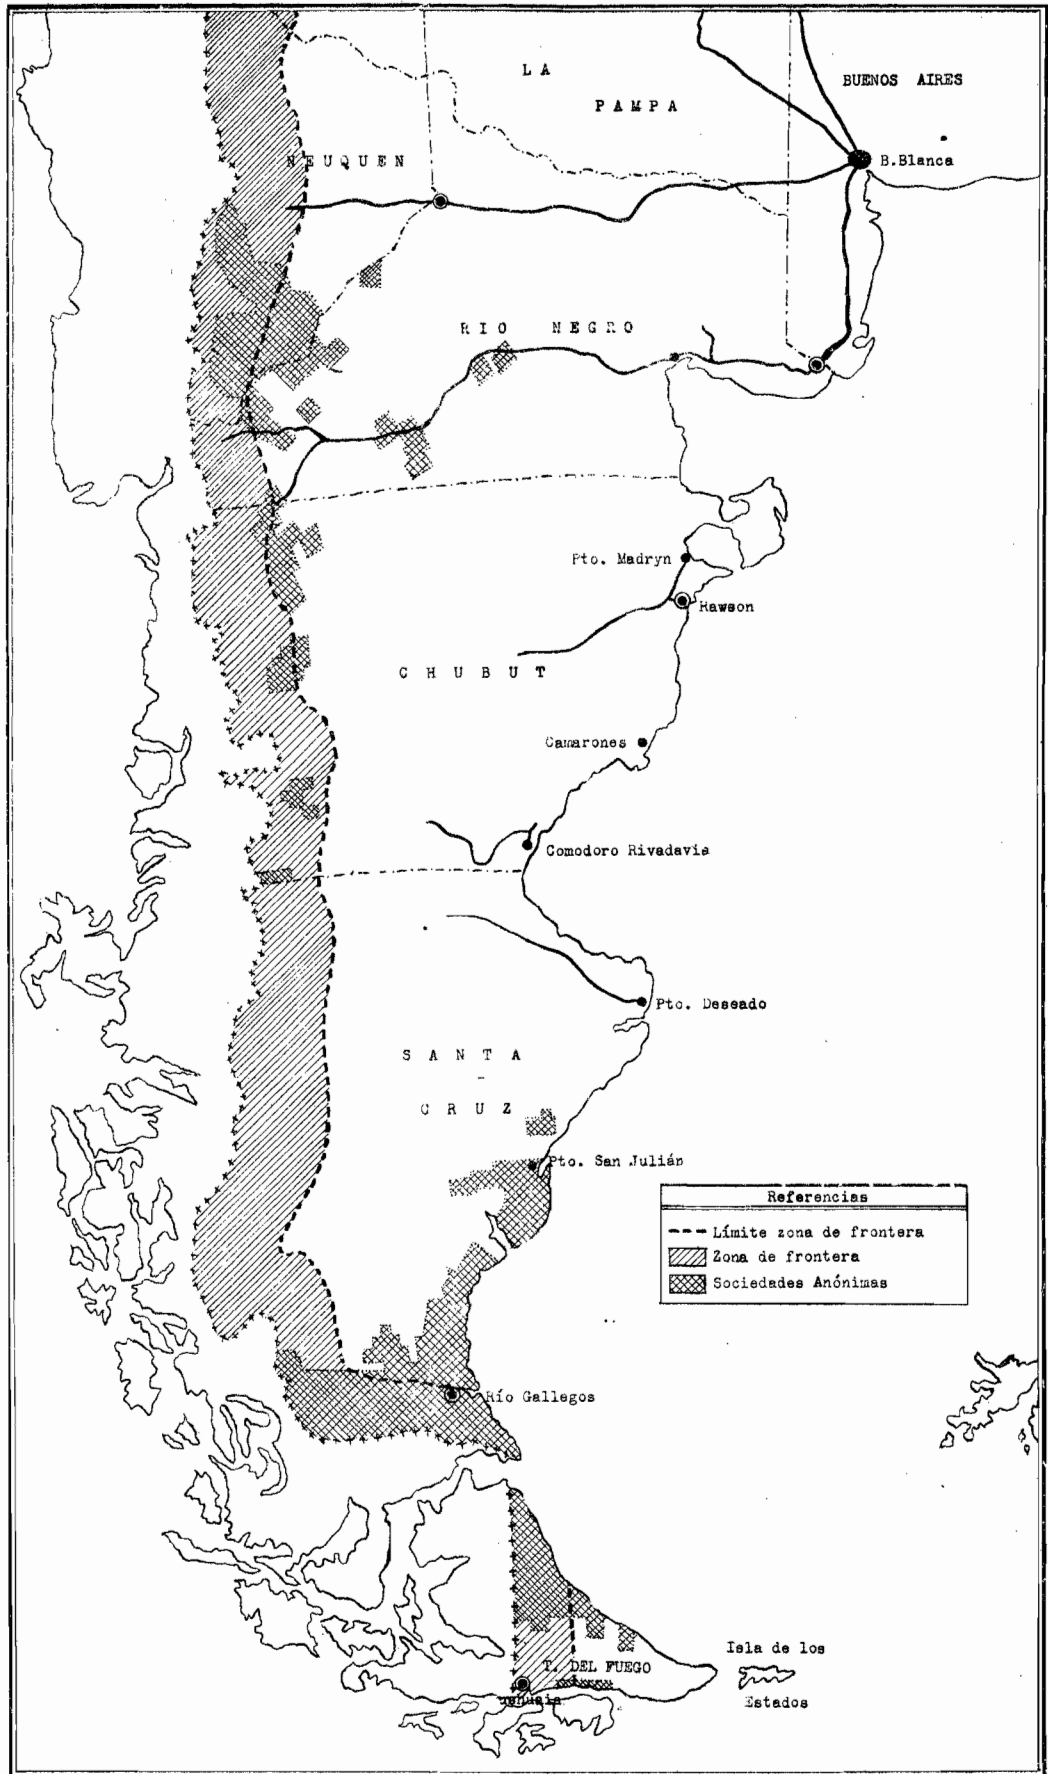 LA
PAMPA
BUENOS AIRES
B.Blanca
NEUQUEN
RIO NEGRO
Pto. Madryn
Rawson
CHUBUT
Camarones
Comodoro Rivadavia
Pto. Deseado
SANTA
-
CRUZ
Pto. San Julián
Referencias
Límite zona de frontera
Zona de frontera
Sociedades Anónimas
Río Gallegos
Isla de los
Estados
T. DEL FUEGO
Ushuaia